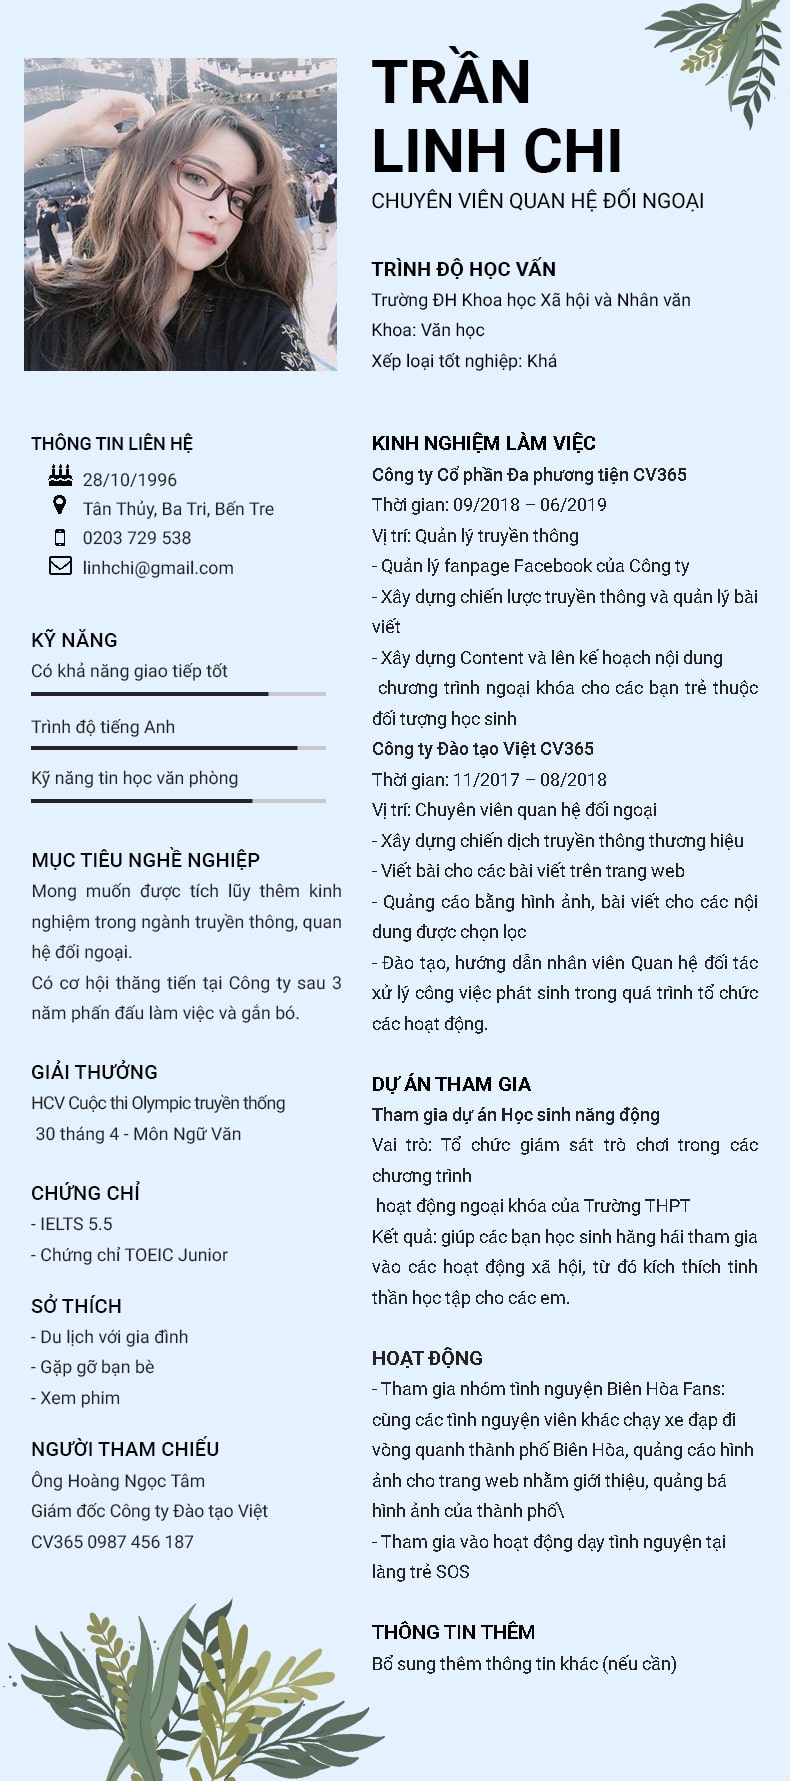 TRẦN
LINH CHI
CHUYÊN VIÊN QUAN HỆ ĐỐI NGOẠI
TRÌNH ĐỘ HỌC VẤN
Trường ĐH Khoa học Xã hội và Nhân văn
Khoa: Văn học
Xếp loại tốt nghiệp: Khá
THÔNG TIN LIÊN HỆ
28/10/1996
Tân Thủy, Ba Tri, Bến Tre
0203 729 538
linhchi@gmail.com
KỸ NĂNG
Có khả năng giao tiếp tốt
Trình độ tiếng Anh
Kỹ năng tin học văn phòng
MỤC TIÊU NGHỀ NGHIỆP
Mong muốn được tích lũy thêm kinh
nghiệm trong ngành truyền thông, quan
hệ đối ngoại.
Có cơ hội thăng tiến tại Công ty sau 3
năm phấn đấu làm việc và gắn bó.
GIẢI THƯỞNG
HCV Cuộc thi Olympic truyền thống
30 tháng 4 - Môn Ngữ Văn
CHỨNG CHỈ
- IELTS 5.5
- Chứng chỉ TOEIC Junior
SỞ THÍCH
- Du lịch với gia đình
- Gặp gỡ bạn bè
- Xem phim
NGƯỜI THAM CHIẾU
Ông Hoàng Ngọc Tâm
Giám đốc Công ty Đào tạo Việt
CV365 0987 456 187
KINH NGHIỆM LÀM VIỆC
Công ty Cổ phần Đa phương tiện CV365
Thời gian: 09/2018 – 06/2019
Vị trí: Quản lý truyền thông
- Quản lý fanpage Facebook của Công ty
- Xây dựng chiến lược truyền thông và quản lý bài
viết
- Xây dựng Content và lên kế hoạch nội dung
chương trình ngoại khóa cho các bạn trẻ thuộc
đối tượng học sinh
Công ty Đào tạo Việt CV365
Thời gian: 11/2017 – 08/2018
Vị trí: Chuyên viên quan hệ đối ngoại
- Xây dựng chiến dịch truyền thông thương hiệu
- Viết bài cho các bài viết trên trang web
- Quảng cáo bằng hình ảnh, bài viết cho các nội
dung được chọn lọc
- Đào tạo, hướng dẫn nhân viên Quan hệ đối tác
xử lý công việc phát sinh trong quá trình tổ chức
các hoạt động.
DỰ ÁN THAM GIA
Tham gia dự án Học sinh năng động
Vai trò: Tổ chức giám sát trò chơi trong các
chương trình
hoạt động ngoại khóa của Trường THPT
Kết quả: giúp các bạn học sinh hăng hái tham gia
vào các hoạt động xã hội, từ đó kích thích tinh
thần học tập cho các em.
HOẠT ĐỘNG
- Tham gia nhóm tình nguyện Biên Hòa Fans:
cùng các tình nguyện viên khác chạy xe đạp đi
vòng quanh thành phố Biên Hòa, quảng cáo hình
ảnh cho trang web nhằm giới thiệu, quảng bá
hình ảnh của thành phố\
- Tham gia vào hoạt động dạy tình nguyện tại
làng trẻ SOS
THÔNG TIN THÊM
Bổ sung thêm thông tin khác (nếu cần)